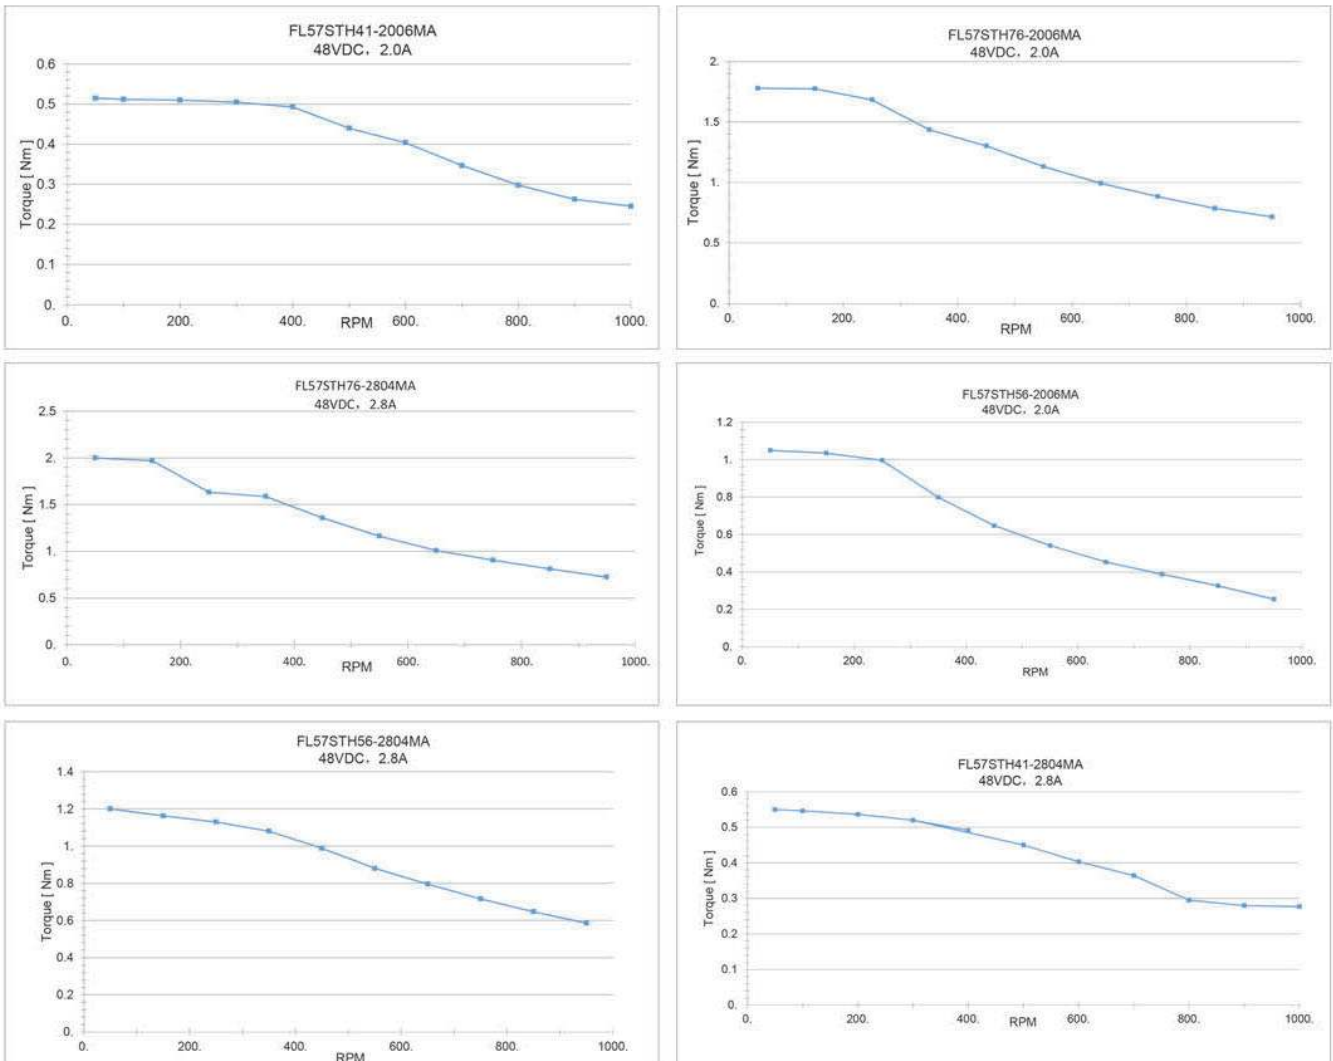 FL57STH41-2006MA
48VDC，2.0A
0.6
0.5
0.4
0.3
0.2
0.1
0.
Torque [ Nm ]
0. 200. 400. 600. 800. 1000.
RPM
FL57STH76-2006MA
48VDC，2.0A
2.
1.5
1.
0.5
0.
Torque [ Nm ]
0. 200. 400. 600. 800. 1000.
RPM
FL57STH76-2804MA
48VDC，2.8A
2.5
2.
1.5
1.
0.5
0.
Torque [ Nm ]
0. 200. 400. 600. 800. 1000.
RPM
FL57STH56-2006MA
48VDC，2.0A
1.2
1.
0.8
0.6
0.4
0.2
0.
Torque [ Nm ]
0. 200. 400. 600. 800. 1000.
RPM
FL57STH56-2804MA
48VDC，2.8A
1.4
1.2
1.
0.8
0.6
0.4
0.2
0.
Torque [ Nm ]
0. 200. 400. 600. 800. 1000.
RPM
FL57STH41-2804MA
48VDC，2.8A
0.6
0.5
0.4
0.3
0.2
0.1
0.
Torque [ Nm ]
0. 200. 400. 600. 800. 1000.
RPM